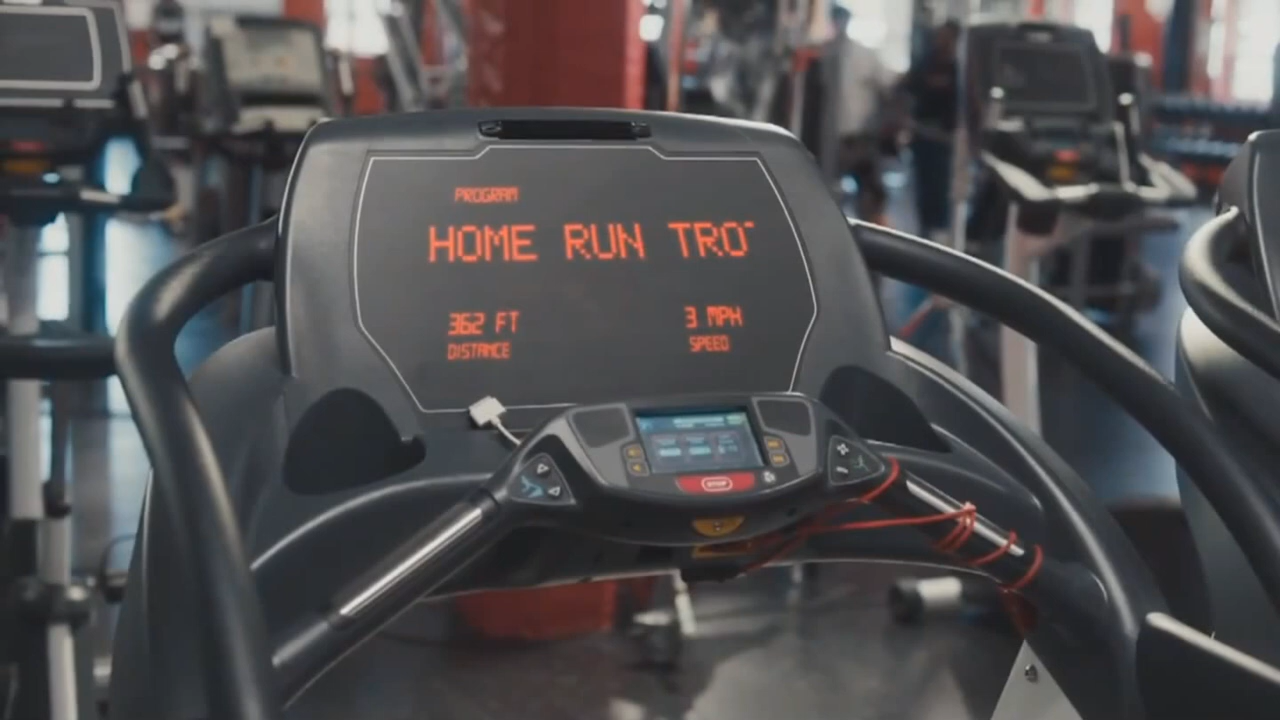 PROGRAM
HOME RUN TRO
362 FT 3 MPH
DISTANCE SPEED
STOP